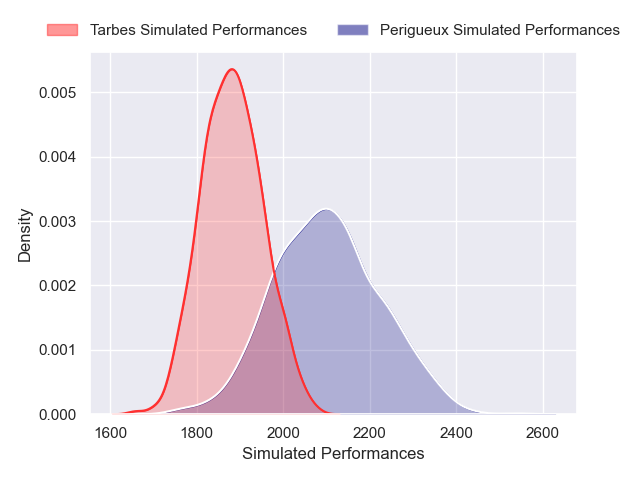 Tarbes Simulated Performances Perigueux Simulated Performances
0.005
0.004
0.003
0.002
0.001
0.000
Density
1600 1800 2000 2200 2400 2600
Simulated Performances